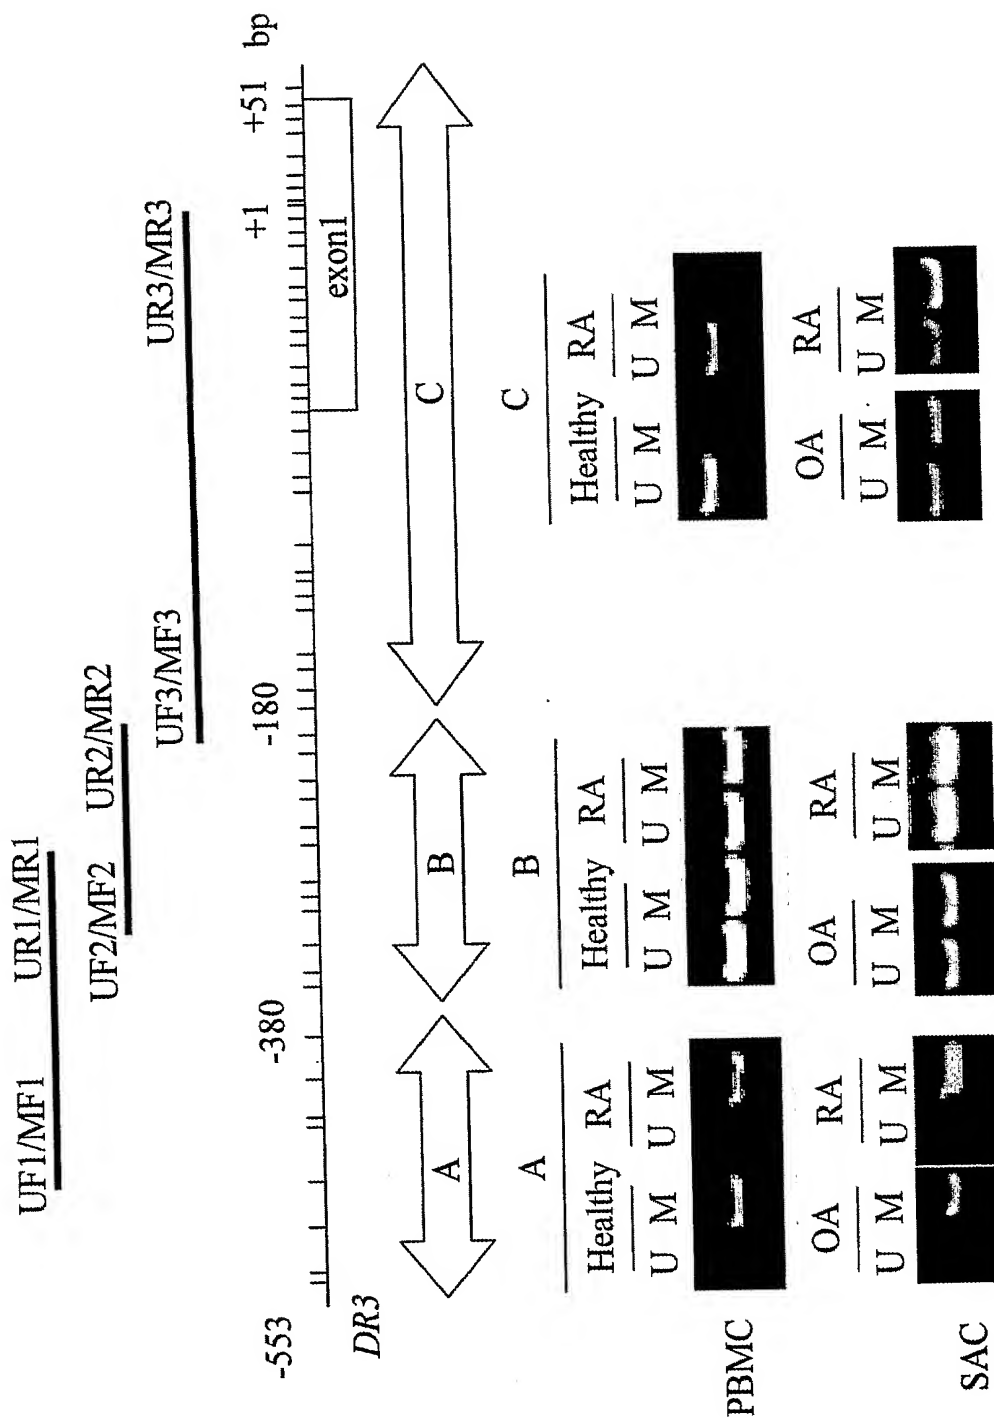 UF1/MF1 UR1/MR1
UF2/MF2 UR2/MR2
UF3/MF3 UR3/MR3
-553 -380 -180 +1 +51 bp
DR3
exon1
A B C
A B C
Healthy RA Healthy RA Healthy RA
U M U M U M U M U M U M
PBMC
OA RA OA RA OA RA
U M U M U M U M U M U M
SAC